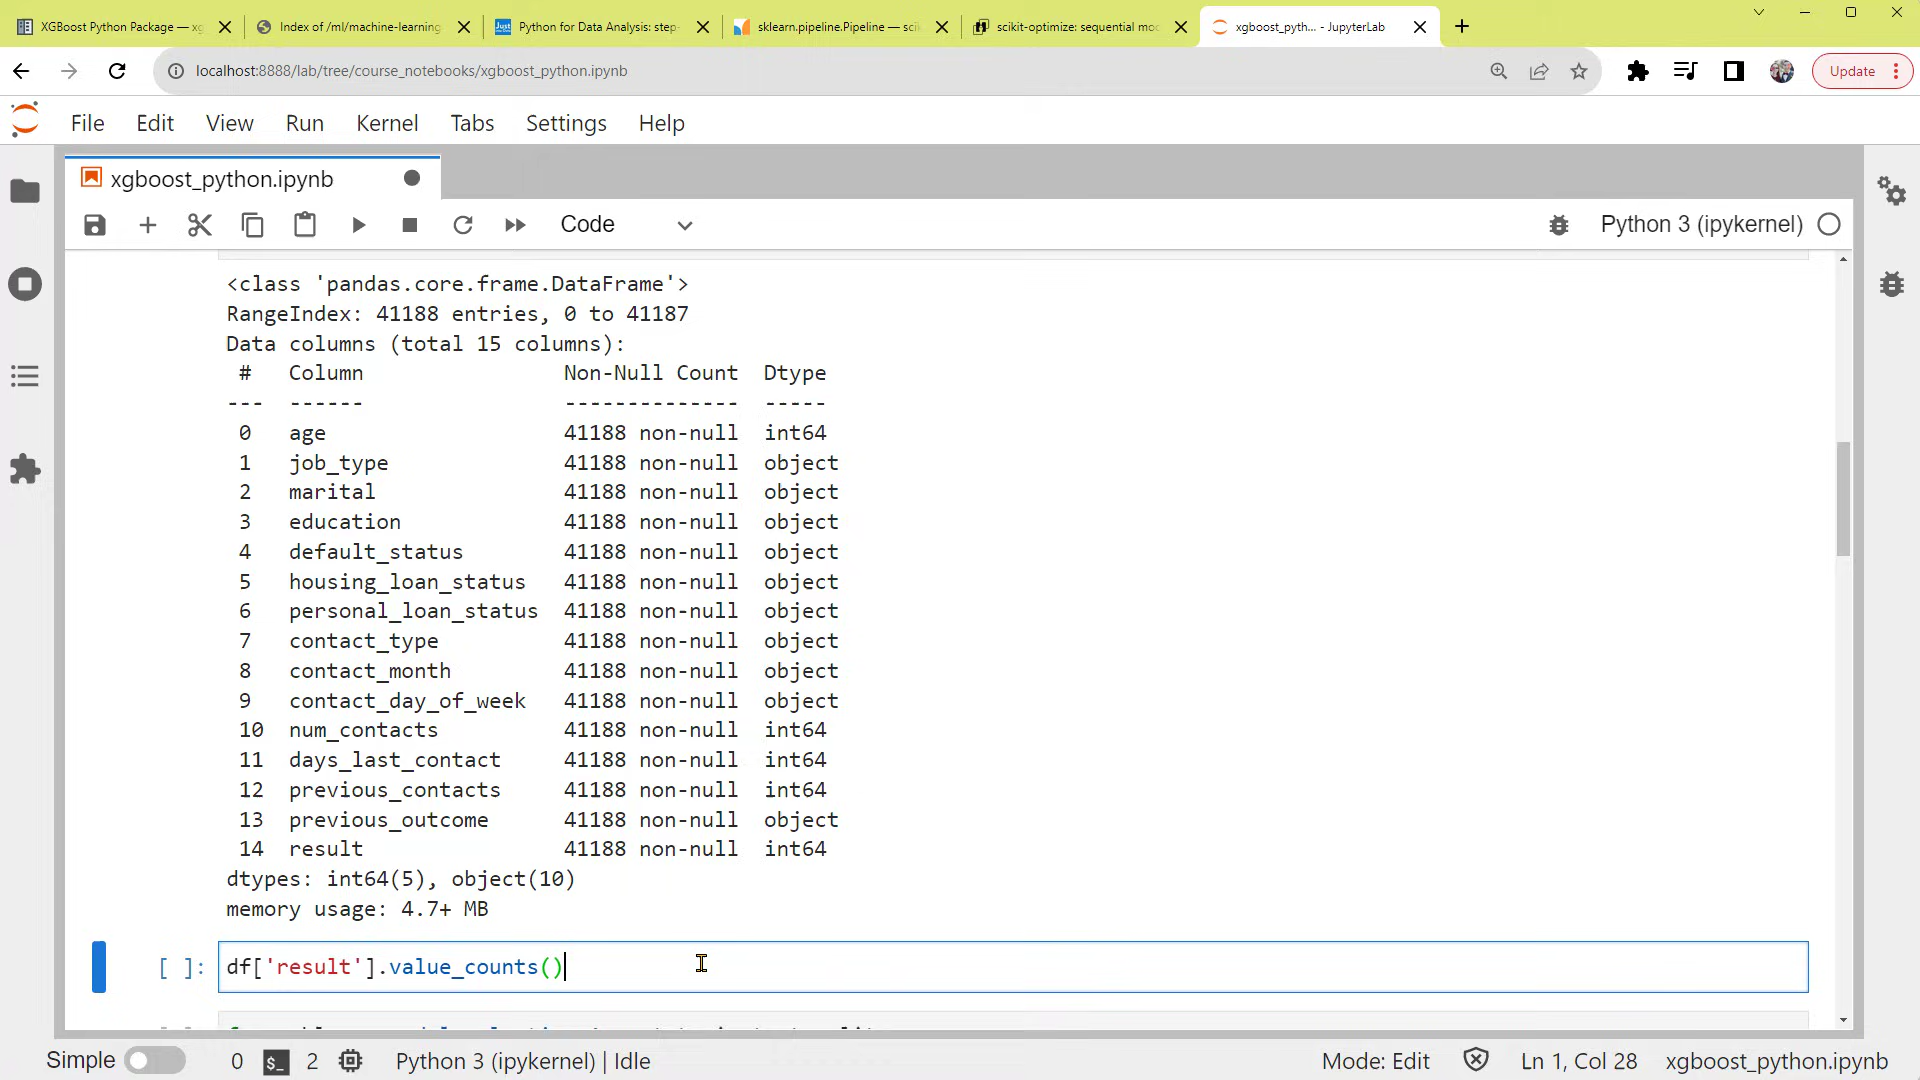 XGBoost Python Package — xg
Index of /ml/machine-learning
Python for Data Analysis: step-
sklearn.pipeline.Pipeline — scik
scikit-optimize: sequential mod
xgboost_pyth... - JupyterLab
localhost:8888/lab/tree/course_notebooks/xgboost_python.ipynb
Update
File Edit View Run Kernel Tabs Settings Help
xgboost_python.ipynb
Code
Python 3 (ipykernel)
<class 'pandas.core.frame.DataFrame'>
RangeIndex: 41188 entries, 0 to 41187
Data columns (total 15 columns):
# Column Non-Null Count Dtype
--- ------ -------------- -----
0 age 41188 non-null int64
1 job_type 41188 non-null object
2 marital 41188 non-null object
3 education 41188 non-null object
4 default_status 41188 non-null object
5 housing_loan_status 41188 non-null object
6 personal_loan_status 41188 non-null object
7 contact_type 41188 non-null object
8 contact_month 41188 non-null object
9 contact_day_of_week 41188 non-null object
10 num_contacts 41188 non-null int64
11 days_last_contact 41188 non-null int64
12 previous_contacts 41188 non-null int64
13 previous_outcome 41188 non-null object
14 result 41188 non-null int64
dtypes: int64(5), object(10)
memory usage: 4.7+ MB
[ ]: df['result'].value_counts()
Simple 0 $_ 2 Python 3 (ipykernel) | Idle Mode: Edit Ln 1, Col 28 xgboost_python.ipynb